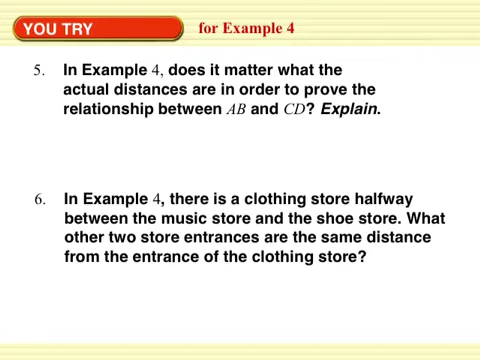 YOU TRY for Example 4
5. In Example 4, does it matter what the
actual distances are in order to prove the
relationship between AB and CD? Explain.
6. In Example 4, there is a clothing store halfway
between the music store and the shoe store. What
other two store entrances are the same distance
from the entrance of the clothing store?